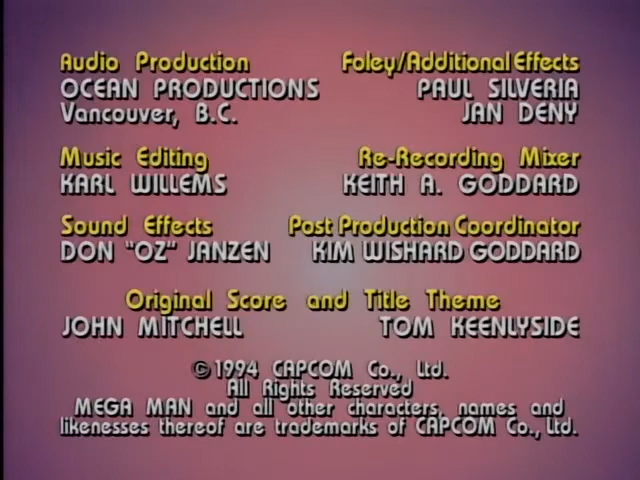 Audio Production
OCEAN PRODUCTIONS
Vancouver, B.C.
Foley/Additional Effects
PAUL SILVERIA
JAN DENY
Music Editing
KARL WILLEMS
Re-Recording Mixer
KEITH A. GODDARD
Sound Effects
DON "OZ" JANZEN
Post Production Coordinator
KIM WISHARD GODDARD
Original Score and Title Theme
JOHN MITCHELL TOM KEENLYSIDE
©1994 CAPCOM Co., Ltd.
All Rights Reserved
MEGA MAN and all other characters, names and
likenesses thereof are trademarks of CAPCOM Co., Ltd.